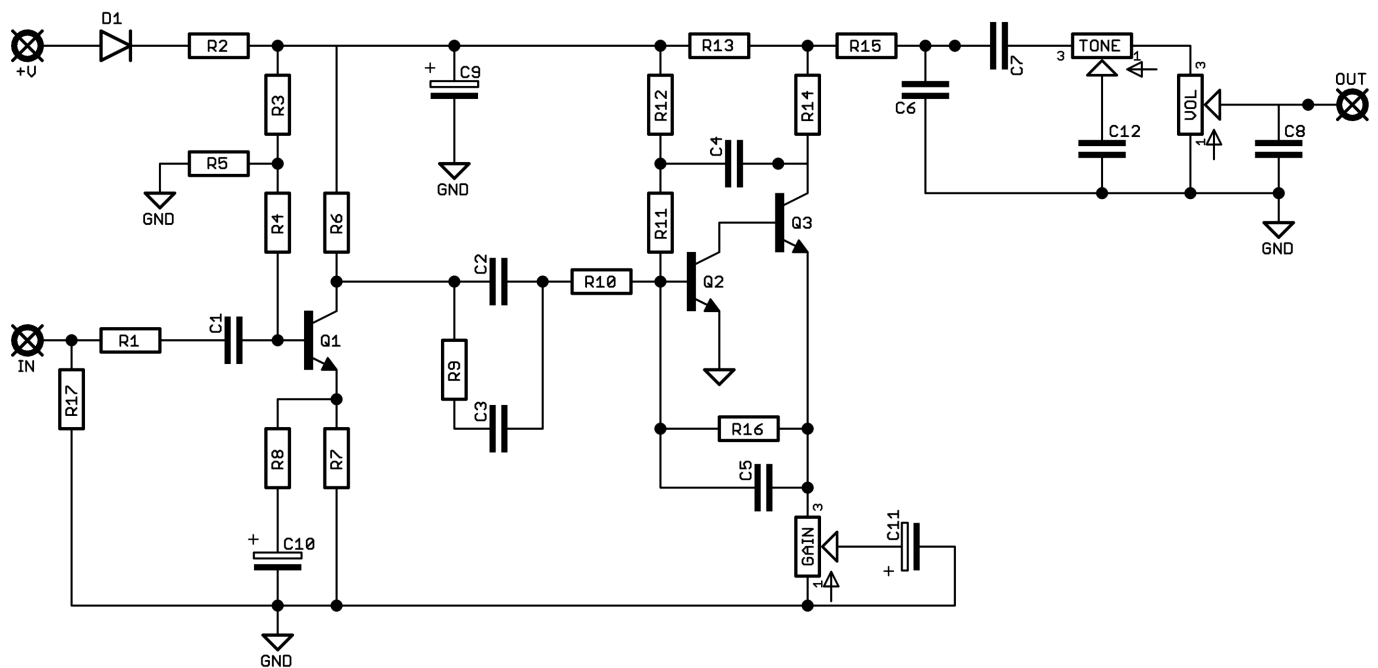 D1
+V
R2
R13
R15
C7
3 TONE 1
3
OUT
C9
+
R3
R12
R14
C6
VOL
1
C12
C8
R5
C4
GND
GND
R4
R6
R11
Q3
GND
C2
R10
Q2
C1
IN
R1
Q1
R17
R9
C3
R8
R7
R16
C5
3
GAIN
1
C11
+
+
C10
GND